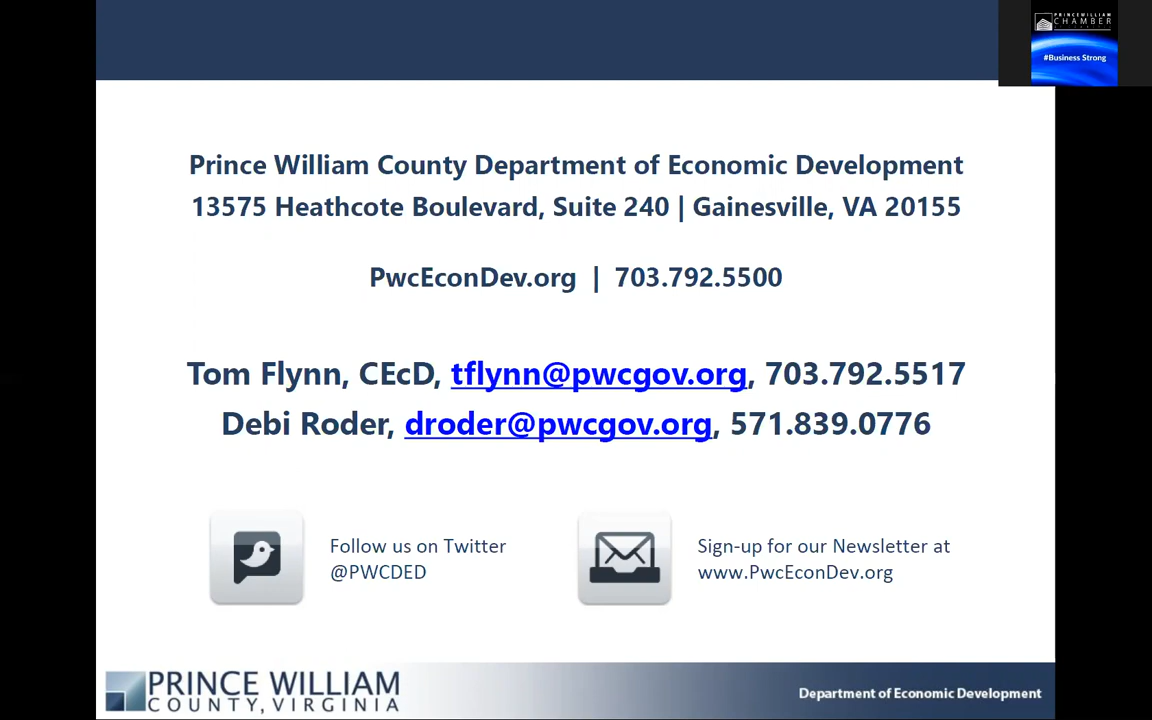 PRINCE WILLIAM
CHAMBER
#Business Strong
Prince William County Department of Economic Development
13575 Heathcote Boulevard, Suite 240 | Gainesville, VA 20155
PwcEconDev.org | 703.792.5500
Tom Flynn, CEcD, tflynn@pwcgov.org, 703.792.5517
Debi Roder, droder@pwcgov.org, 571.839.0776
Follow us on Twitter
@PWCDED
Sign-up for our Newsletter at
www.PwcEconDev.org
PRINCE WILLIAM
COUNTY, VIRGINIA
Department of Economic Development